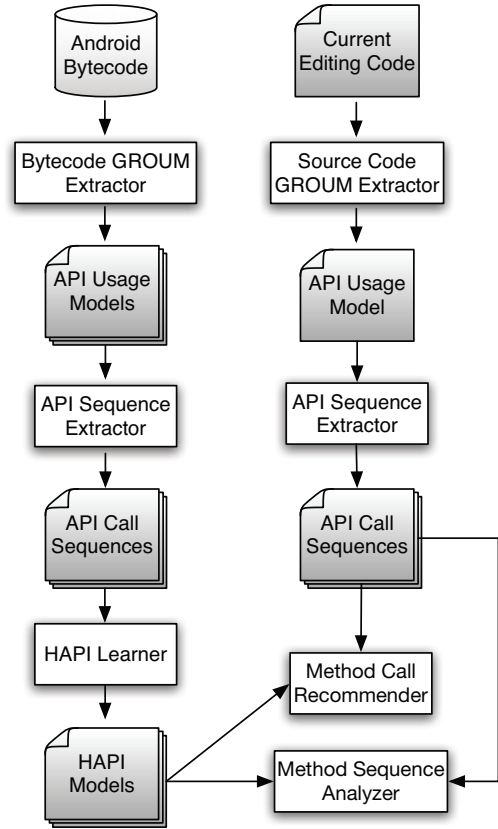 Android
Bytecode
Bytecode GROUM
Extractor
API Usage
Models
API Sequence
Extractor
API Call
Sequences
HAPI Learner
HAPI
Models
Current
Editing Code
Source Code
GROUM Extractor
API Usage
Model
API Sequence
Extractor
API Call
Sequences
Method Call
Recommender
Method Sequence
Analyzer